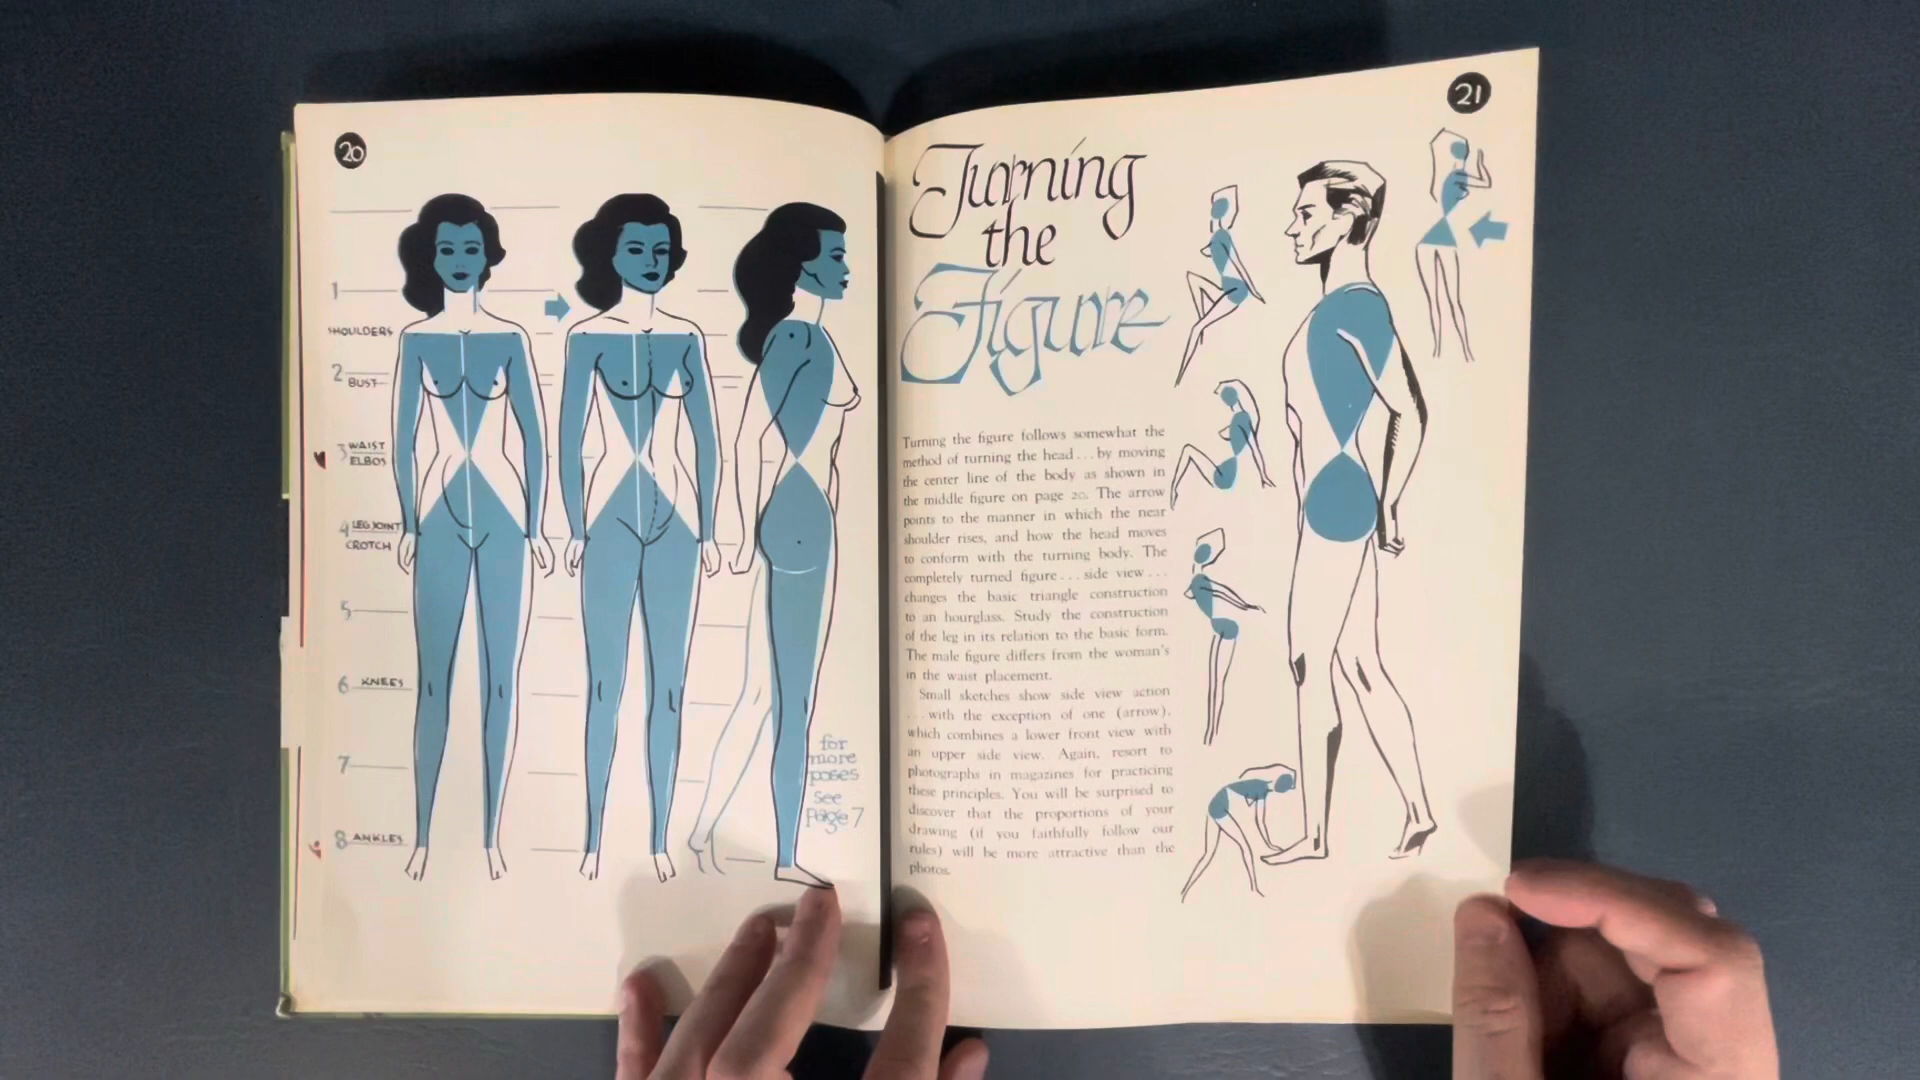 20
1
SHOULDERS
2
BUST
3 WAIST
ELBOS
4 LEG JOINT
CROTCH
5
6 KNEES
7
8 ANKLES
for
more
poses
see
page 7
21
Turning
the
Figure
Turning the figure follows somewhat the
method of turning the head . . . by moving
the center line of the body as shown in
the middle figure on page 20. The arrow
points to the manner in which the near
shoulder rises, and how the head moves
to conform with the turning body. The
completely turned figure . . . side view . . .
changes the basic triangle construction
to an hourglass. Study the construction
of the leg in its relation to the basic form.
The male figure differs from the woman's
in the waist placement.
Small sketches show side view action
. . . with the exception of one (arrow),
which combines a lower front view with
an upper side view. Again, resort to
photographs in magazines for practicing
these principles. You will be surprised to
discover that the proportions of your
drawing (if you faithfully follow our
rules) will be more attractive than the
photos.